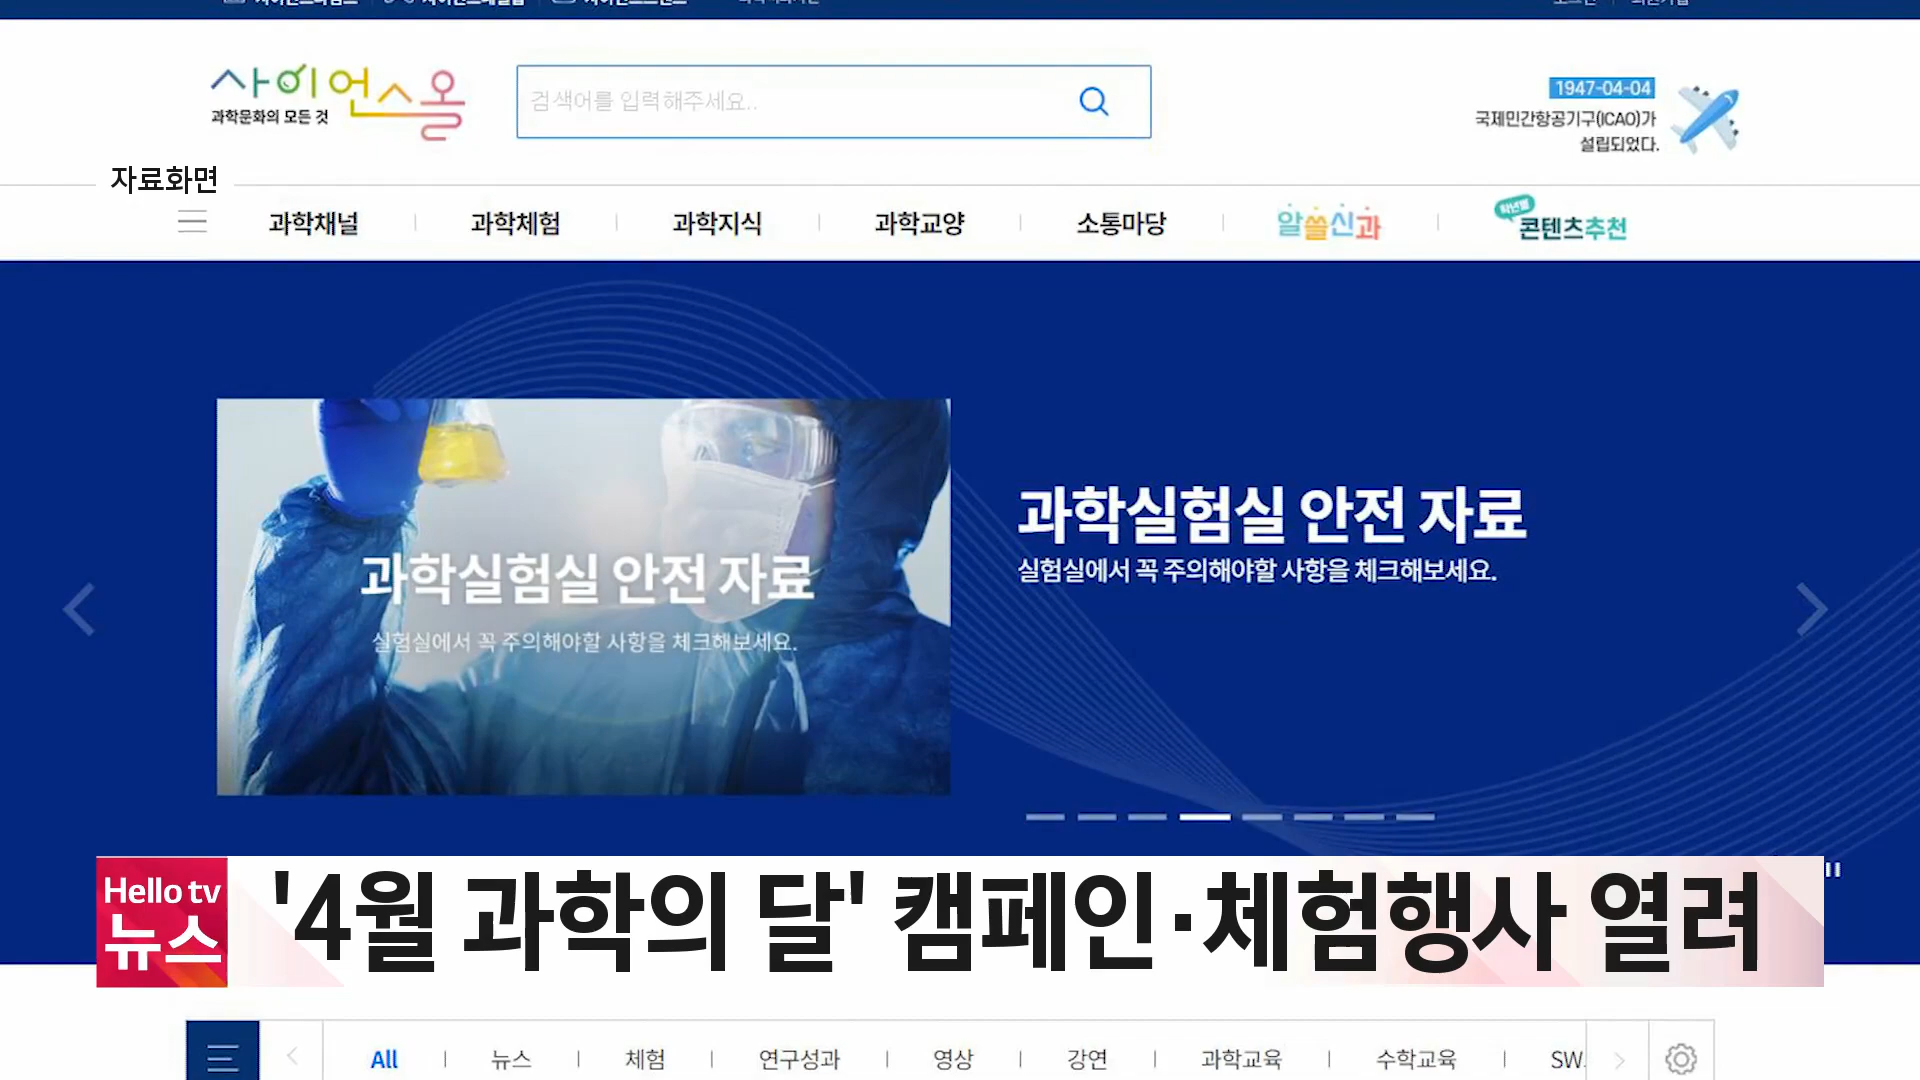 사이언스올
과학문화의 모든 것
검색어를 입력해주세요..
1947-04-04
국제민간항공기구(ICAO)가
설립되었다.
자료화면
과학채널 과학체험 과학지식 과학교양 소통마당 알쓸신과 학년별 콘텐츠추천
과학실험실 안전 자료
실험실에서 꼭 주의해야할 사항을 체크해보세요.
과학실험실 안전 자료
실험실에서 꼭 주의해야할 사항을 체크해보세요.
Hello tv
뉴스
'4월 과학의 달' 캠페인·체험행사 열려
All 뉴스 체험 연구성과 영상 강연 과학교육 수학교육 SW.